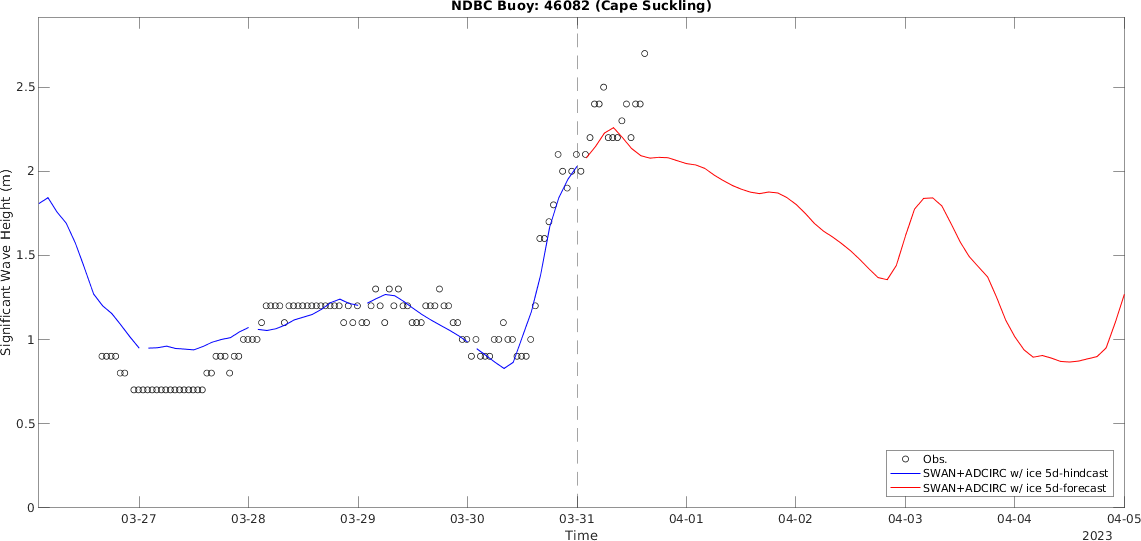 NDBC Buoy: 46082 (Cape Suckling)
Significant Wave Height (m)
2.5
2
1.5
1
0.5
0
Obs.
SWAN+ADCIRC w/ ice 5d-hindcast
SWAN+ADCIRC w/ ice 5d-forecast
03-27 03-28 03-29 03-30 03-31 04-01 04-02 04-03 04-04 04-05
Time
2023